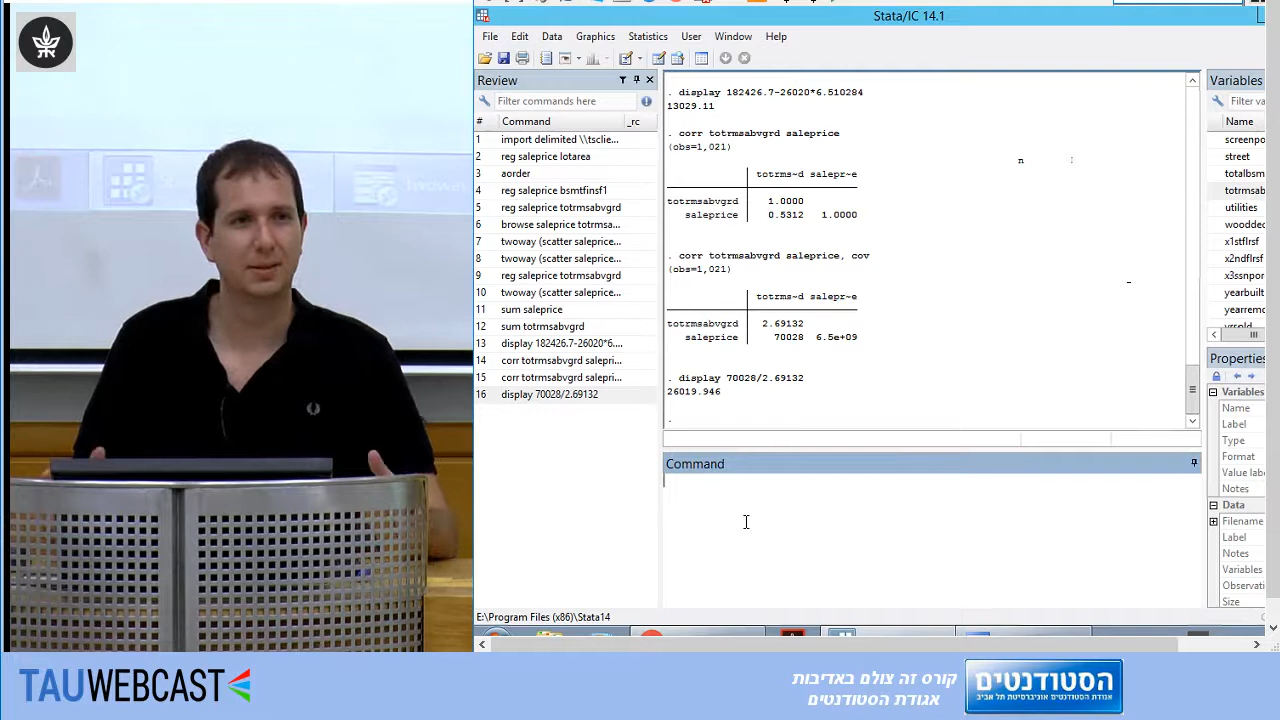 Stata/IC 14.1
File Edit Data Graphics Statistics User Window Help
Review
Filter commands here
# Command _rc
1 import delimited \\tsclie...
2 reg saleprice lotarea
3 aorder
4 reg saleprice bsmtfinsf1
5 reg saleprice totrmsabvgrd
6 browse saleprice totrmsa...
7 twoway (scatter saleprice...
8 twoway (scatter saleprice...
9 reg saleprice totrmsabvgrd
10 twoway (scatter saleprice...
11 sum saleprice
12 sum totrmsabvgrd
13 display 182426.7-26020*6....
14 corr totrmsabvgrd salepri...
15 corr totrmsabvgrd salepri...
16 display 70028/2.69132
. display 182426.7-26020*6.510284
13029.11
. corr totrmsabvgrd saleprice
(obs=1,021)
totrms~d salepr~e
totrmsabvgrd 1.0000
saleprice 0.5312 1.0000
. corr totrmsabvgrd saleprice, cov
(obs=1,021)
totrms~d salepr~e
totrmsabvgrd 2.69132
saleprice 70028 6.5e+09
. display 70028/2.69132
26019.946
.
Command
Variables
Filter va
Name
screenpo
street
totalbsm
totrmsab
utilities
wooddec
x1stflrsf
x2ndflrsf
x3ssnpor
yearbuilt
yearremo
yrsold
Properties
Variables
Name
Label
Type
Format
Value labe
Notes
Data
Filename
Label
Notes
Variables
Observati
Size
E:\Program Files (x86)\Stata14
TAUWEBCAST
קורס זה צולם באדיבות
אגודת הסטודנטים
הסטודנטים
אגודת הסטודנטים אוניברסיטת תל אביב